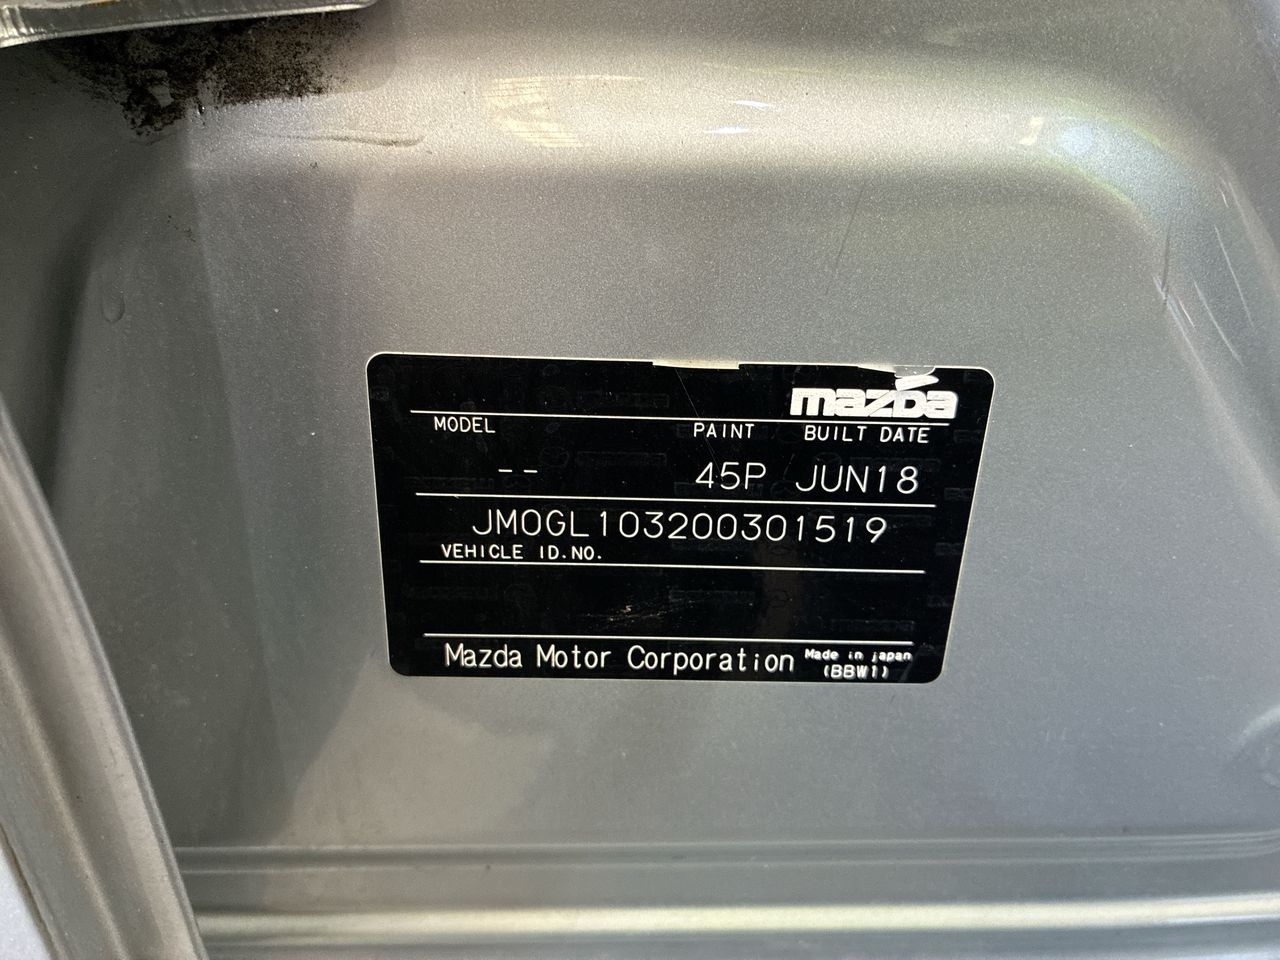 mazda
MODEL PAINT BUILT DATE
-- 45P JUN18
JM0GL103200301519
VEHICLE ID.NO.
Mazda Motor Corporation Made in japan
(BBW1)